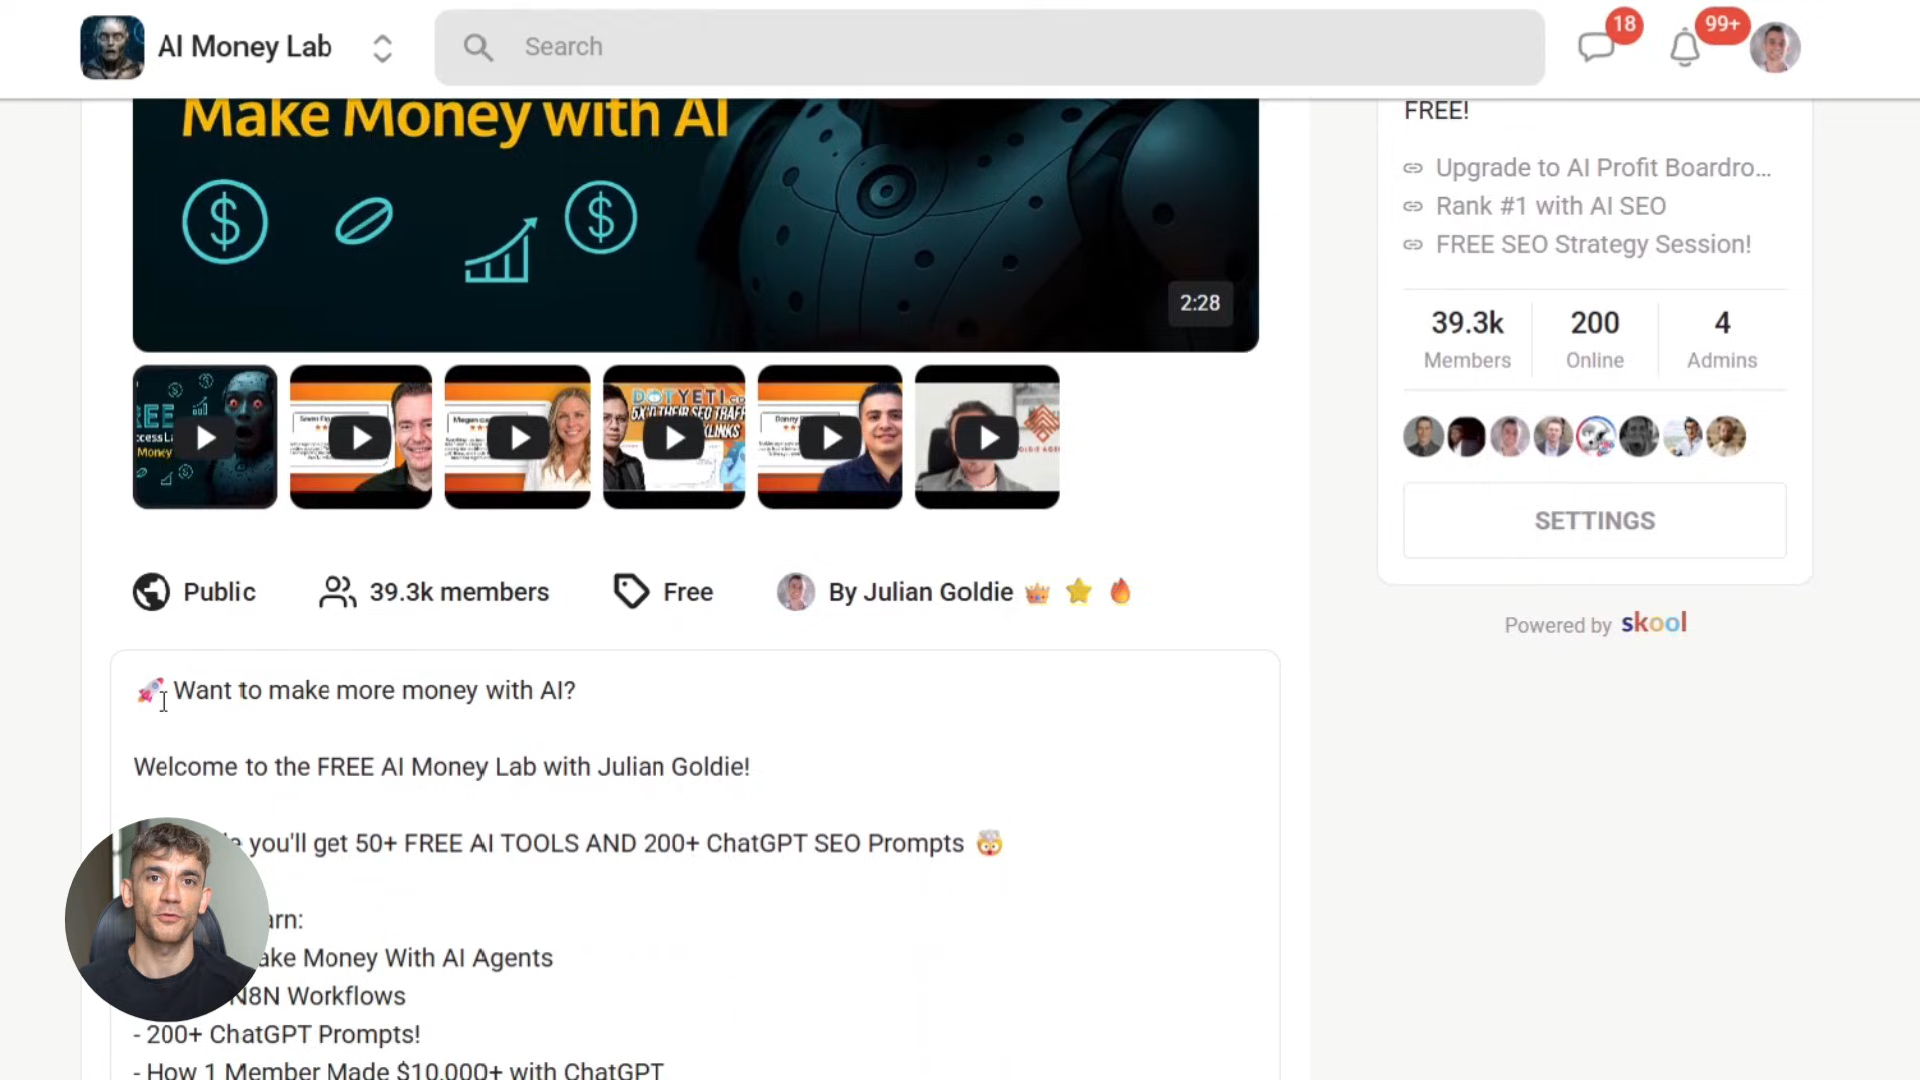 AI Money Lab
Search
18
99+
Make Money with AI
2:28
FREE!
Upgrade to AI Profit Boardro...
Rank #1 with AI SEO
FREE SEO Strategy Session!
39.3k
Members
200
Online
4
Admins
SETTINGS
Powered by skool
Money
DOTYETI.CO
Public
39.3k members
Free
By Julian Goldie
Want to make more money with AI?
Welcome to the FREE AI Money Lab with Julian Goldie!
you'll get 50+ FREE AI TOOLS AND 200+ ChatGPT SEO Prompts
arn:
ake Money With AI Agents
N8N Workflows
- 200+ ChatGPT Prompts!
- How 1 Member Made $10,000+ with ChatGPT